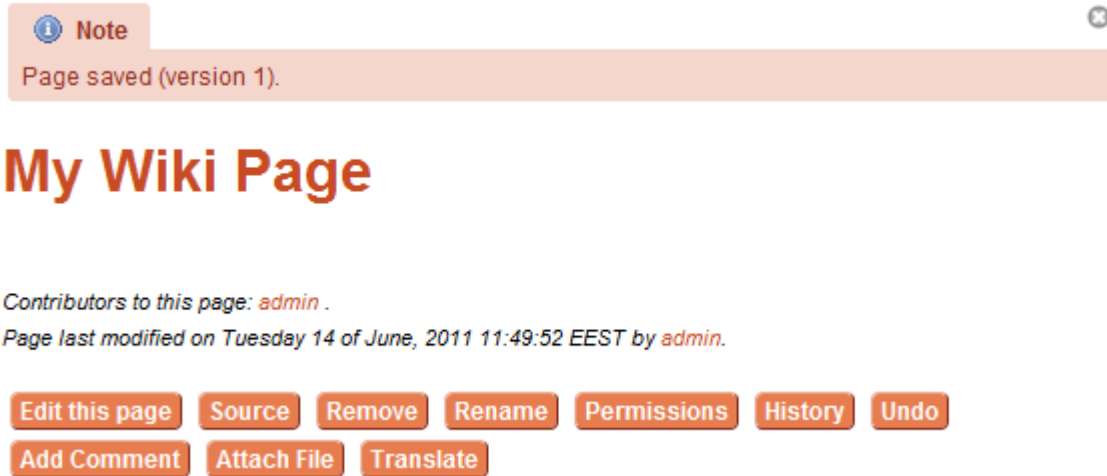 Note
Page saved (version 1).
My Wiki Page
Contributors to this page: admin .
Page last modified on Tuesday 14 of June, 2011 11:49:52 EEST by admin.
Edit this page Source Remove Rename Permissions History Undo
Add Comment Attach File Translate